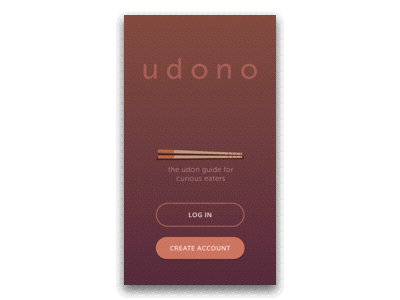 udono
the udon guide for
curious eaters
LOG IN
CREATE ACCOUNT